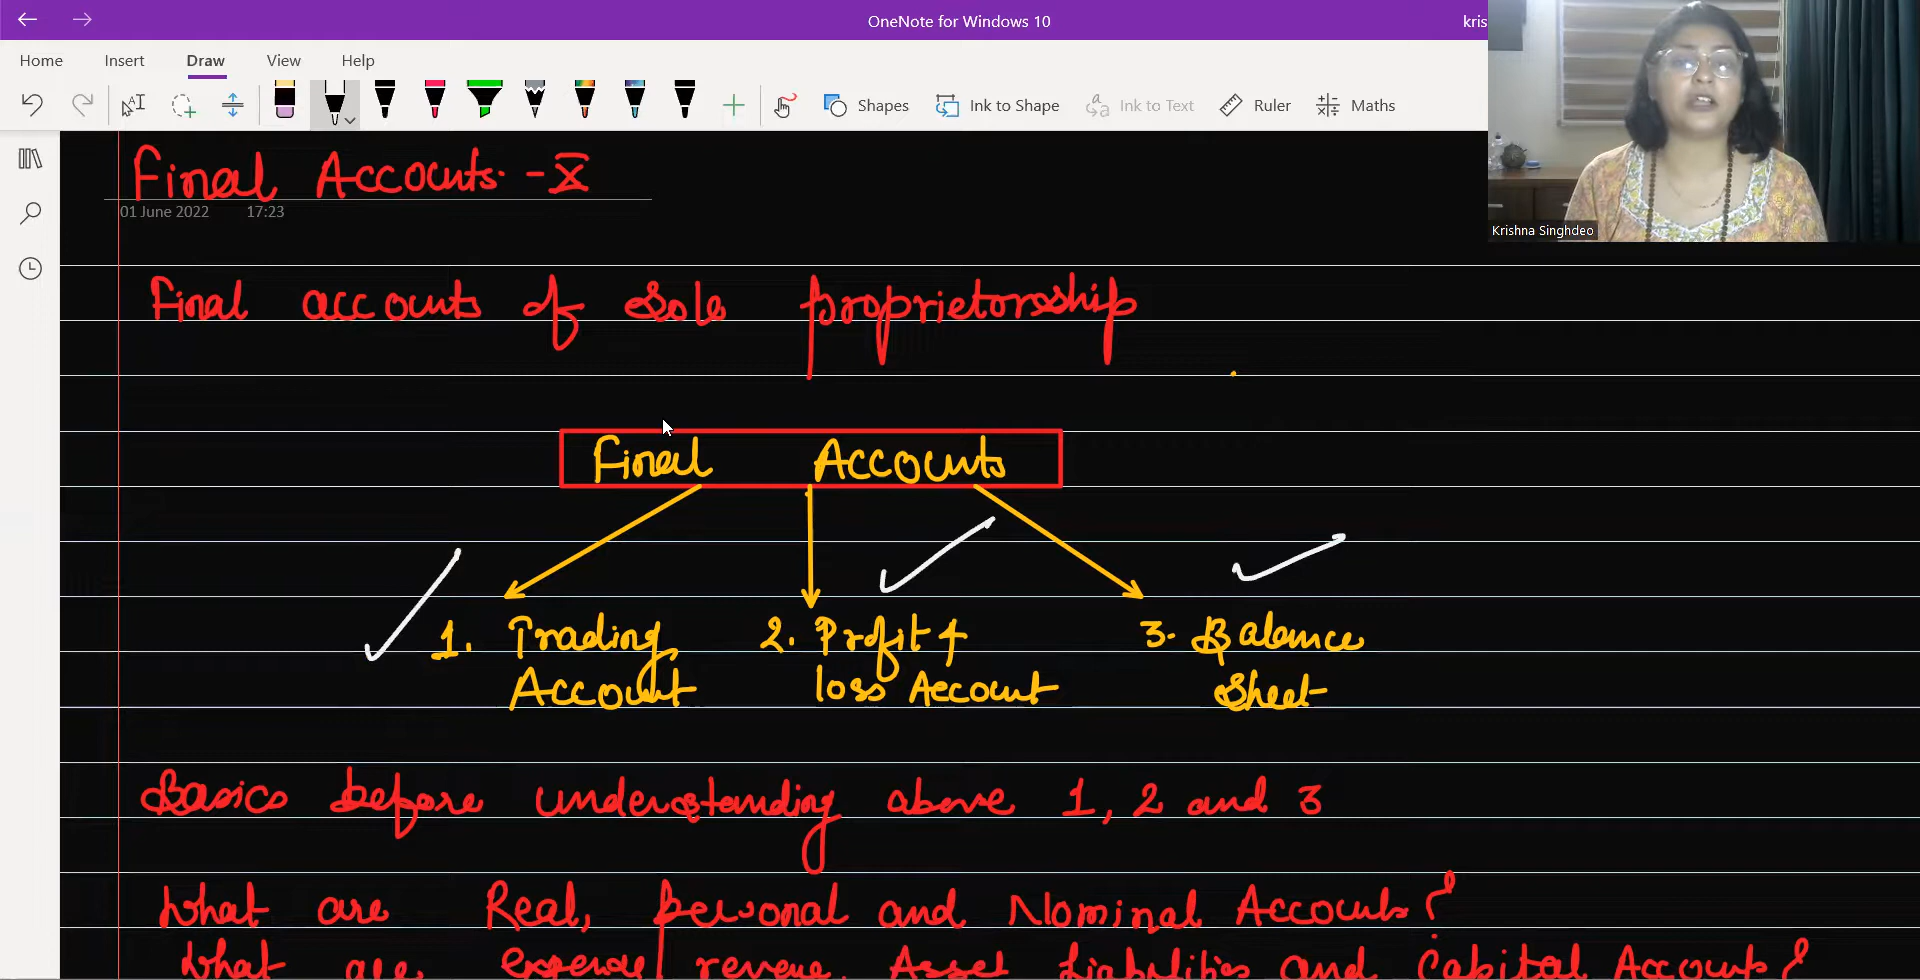 OneNote for Windows 10
kris
Home Insert Draw View Help
Shapes Ink to Shape Ink to Text Ruler Maths
Krishna Singhdeo
Final Accouts - X
01 June 2022 17:23
Final accounts of Sole proprietorship
Final Accounts
1. Trading Account
2. Profit & loss Account
3. Balance Sheet
Basics before understanding above 1, 2 and 3
What are Real, personal and Nominal Accounts?
What are expense, revenue, Asset Liabilities and Capital Accounts?